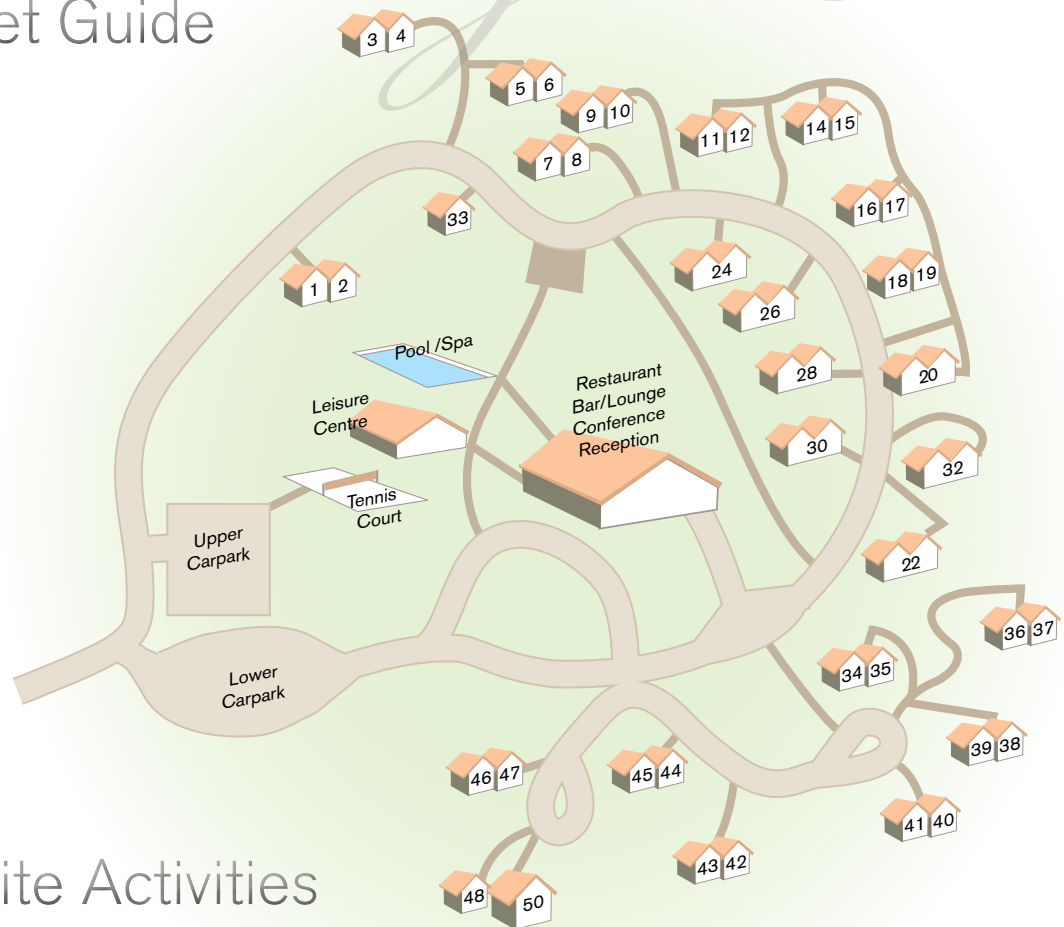 et Guide
3 4
5 6
9 10
11 12
14 15
7 8
16 17
33
24
18 19
1 2
26
Pool /Spa
28
20
Leisure
Centre
Restaurant
Bar/Lounge
Conference
Reception
30
32
Tennis
Court
Upper
Carpark
22
36 37
34 35
Lower
Carpark
39 38
46 47
45 44
41 40
43 42
48
50
ite Activities